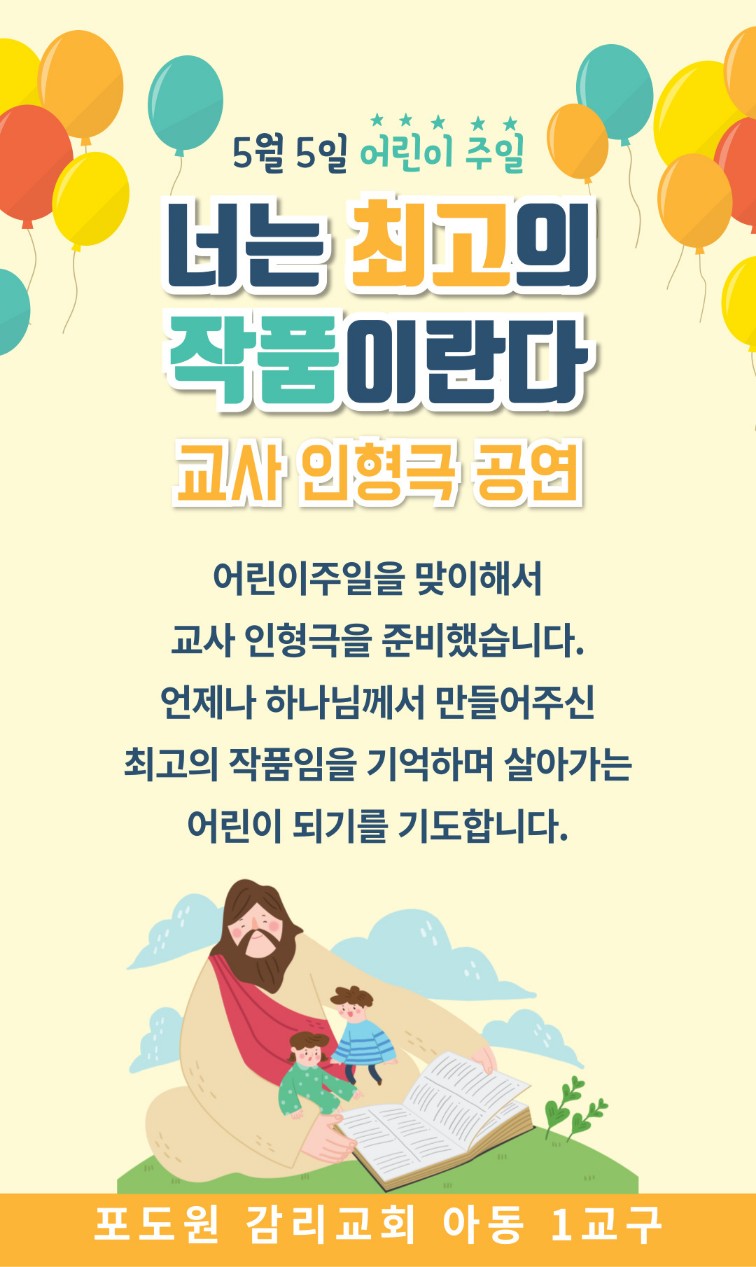 5월 5일 어린이 주일
너는 최고의
작품이란다
교사 인형극 공연
어린이주일을 맞이해서
교사 인형극을 준비했습니다.
언제나 하나님께서 만들어주신
최고의 작품임을 기억하며 살아가는
어린이 되기를 기도합니다.
포도원 감리교회 아동 1교구